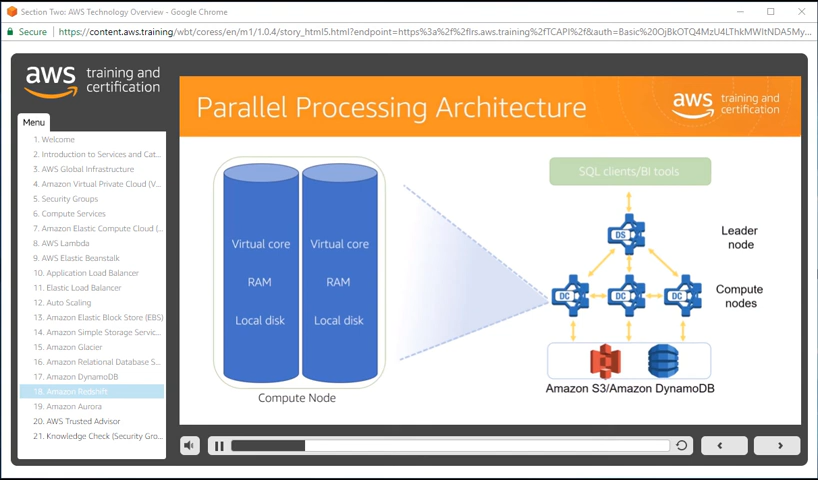 Section Two: AWS Technology Overview - Google Chrome
Secure https://content.aws.training/wbt/coress/en/m1/1.0.4/story_html5.html?endpoint=https%3a%2f%2flrs.aws.training%2fTCAPI%2f&auth=Basic%20OjBkOTQ4MzU4LThkMWItNDA5My...
aws training and certification
Parallel Processing Architecture
aws training and certification
Menu
1. Welcome
2. Introduction to Services and Cat...
3. AWS Global Infrastructure
4. Amazon Virtual Private Cloud (V...
5. Security Groups
6. Compute Services
7. Amazon Elastic Compute Cloud (...
8. AWS Lambda
9. AWS Elastic Beanstalk
10. Application Load Balancer
11. Elastic Load Balancer
12. Auto Scaling
13. Amazon Elastic Block Store (EBS)
14. Amazon Simple Storage Servic...
15. Amazon Glacier
16. Amazon Relational Database S...
17. Amazon DynamoDB
18. Amazon Redshift
19. Amazon Aurora
20. AWS Trusted Advisor
21. Knowledge Check (Security Gro...
Virtual core
RAM
Local disk
Virtual core
RAM
Local disk
Compute Node
SQL clients/BI tools
DS
Leader
node
DC
DC
DC
Compute
nodes
Amazon S3/Amazon DynamoDB